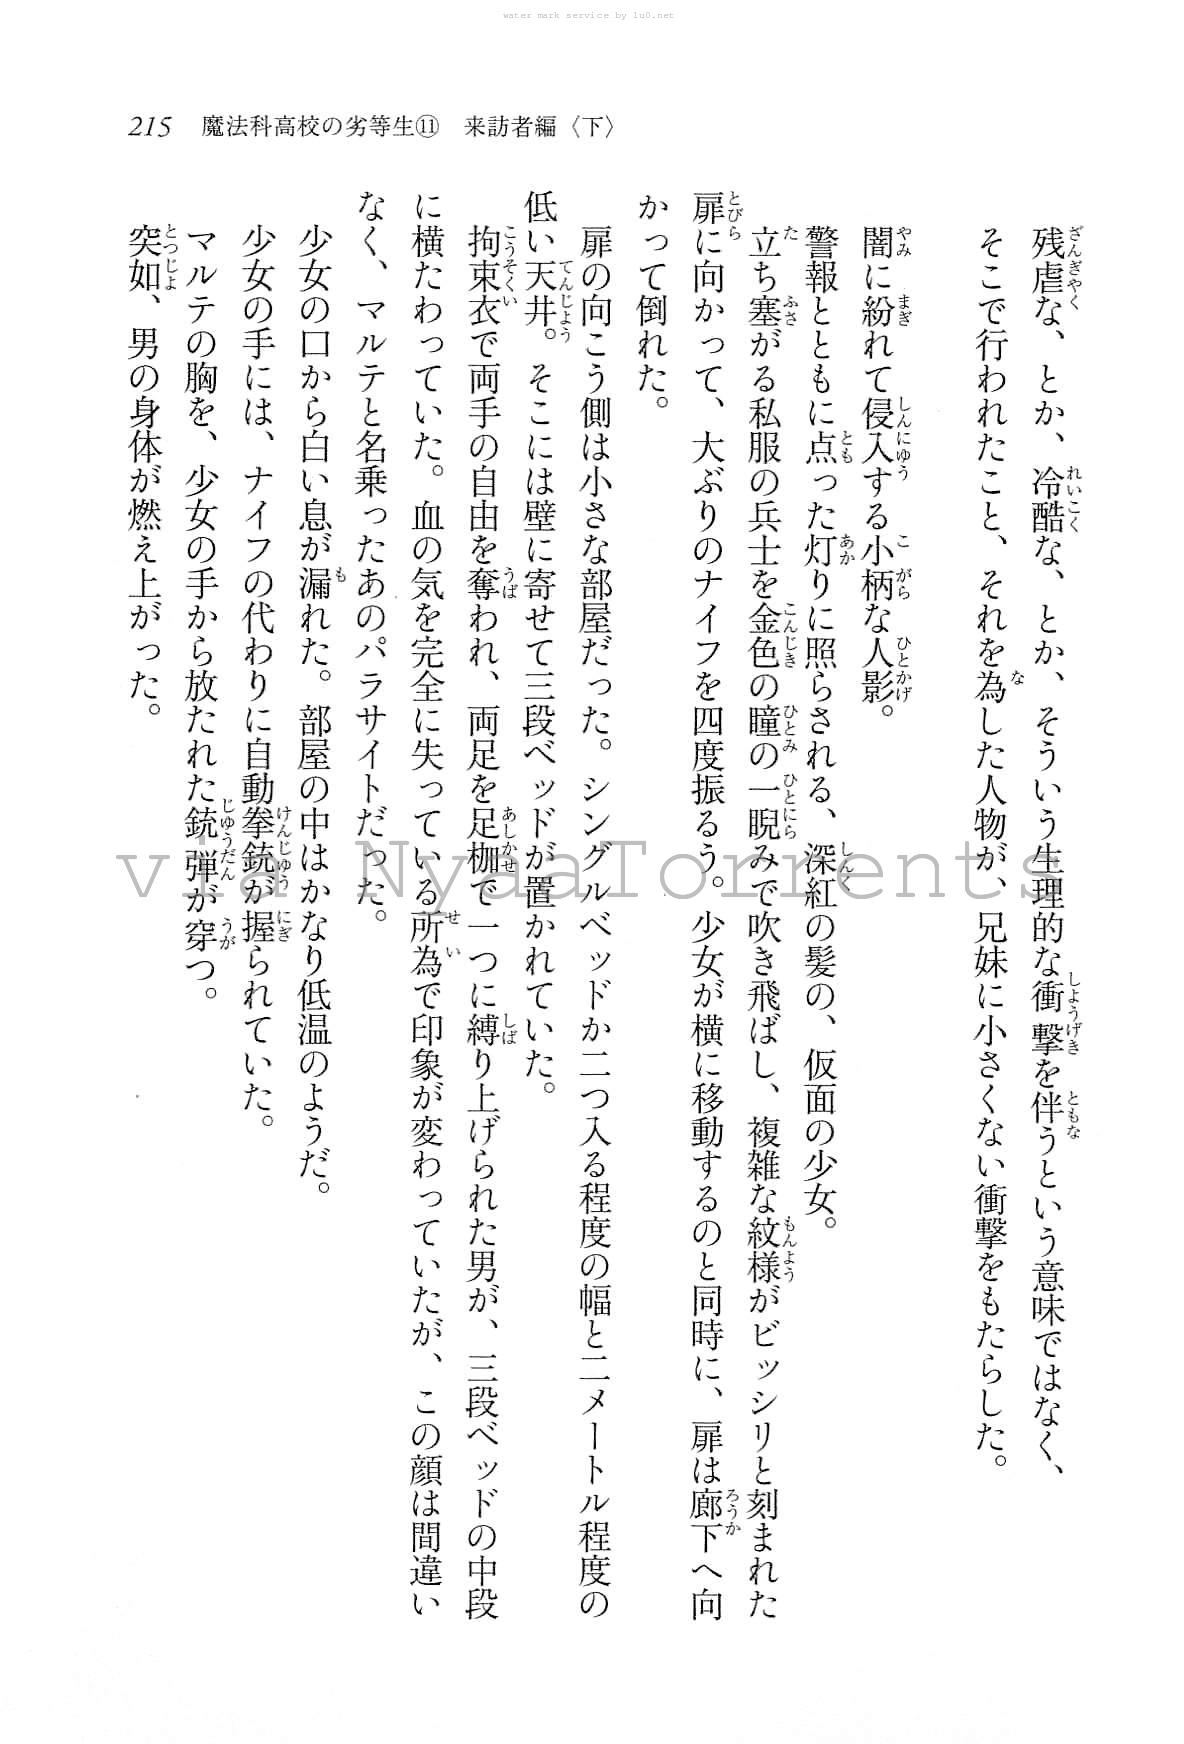 water mark service by lu0.net
215 魔法科高校の劣等生⑪ 来訪者編〈下〉
残虐な、とか、冷酷な、とか、そういう生理的な衝撃を伴うという意味ではなく、
そこで行われたこと、それを為した人物が、兄妹に小さくない衝撃をもたらした。
闇に紛れて侵入する小柄な人影。
警報とともに点った灯りに照らされる、深紅の髪の、仮面の少女。
立ち塞がる私服の兵士を金色の瞳の一睨みで吹き飛ばし、複雑な紋様がビッシリと刻まれた
扉に向かって、大ぶりのナイフを四度振るう。少女が横に移動するのと同時に、扉は廊下へ向
かって倒れた。
扉の向こう側は小さな部屋だった。シングルベッドか二つ入る程度の幅と二メートル程度の
低い天井。そこには壁に寄せて三段ベッドが置かれていた。
拘束衣で両手の自由を奪われ、両足を足枷で一つに縛り上げられた男が、三段ベッドの中段
に横たわっていた。血の気を完全に失っている所為で印象が変わっていたが、この顔は間違い
なく、マルテと名乗ったあのパラサイトだった。
少女の口から白い息が漏れた。部屋の中はかなり低温のようだ。
少女の手には、ナイフの代わりに自動拳銃が握られていた。
マルテの胸を、少女の手から放たれた銃弾が穿つ。
突如、男の身体が燃え上がった。
via NyaaTorrents